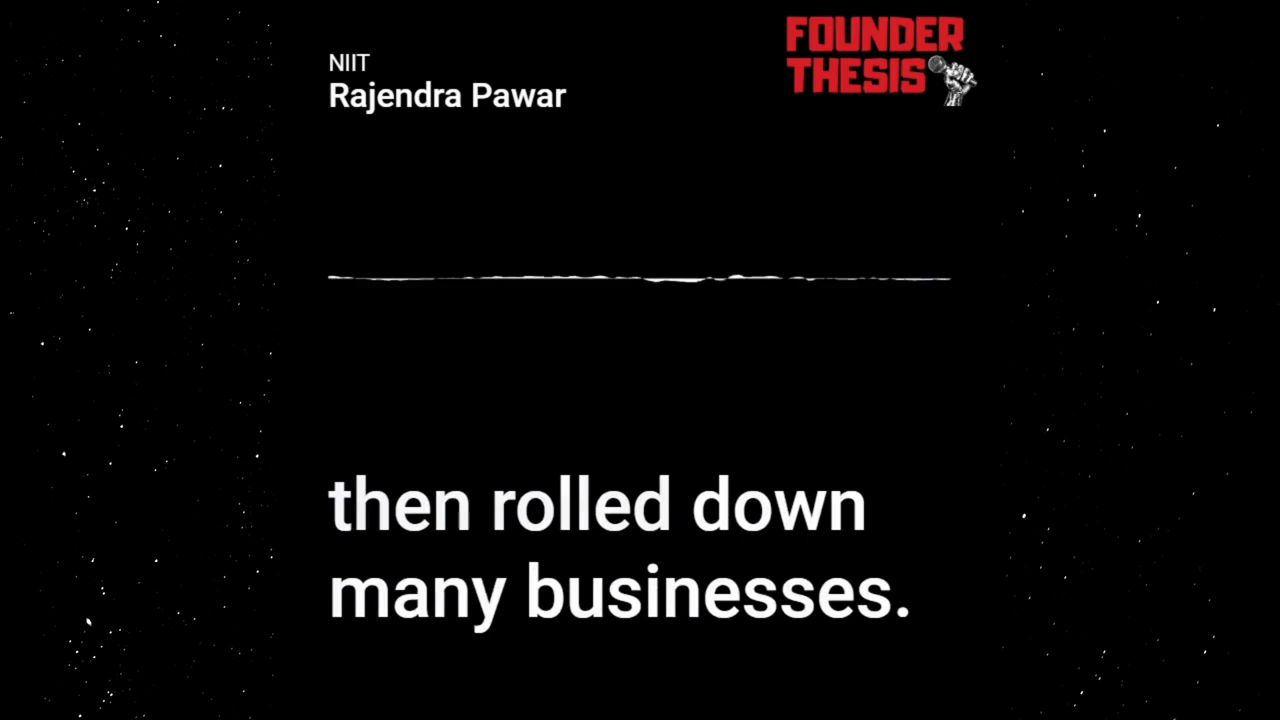 NIIT
Rajendra Pawar
FOUNDER
THESIS
then rolled down
many businesses.